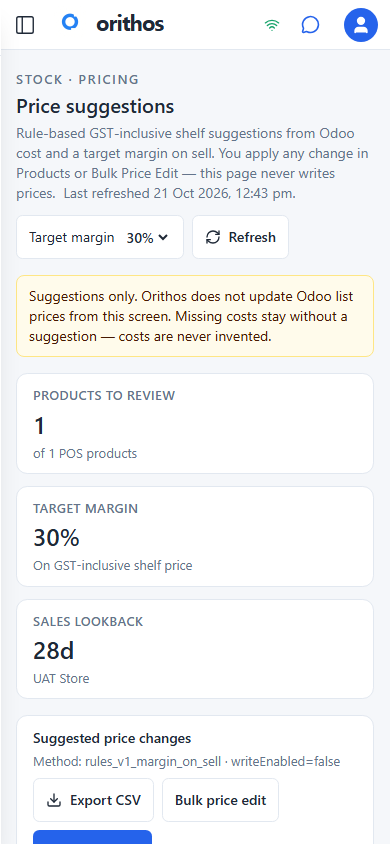 orithos
STOCK · PRICING
Price suggestions
Rule-based GST-inclusive shelf suggestions from Odoo
cost and a target margin on sell. You apply any change in
Products or Bulk Price Edit — this page never writes
prices. Last refreshed 21 Oct 2026, 12:43 pm.
Target margin 30% Refresh
Suggestions only. Orithos does not update Odoo list
prices from this screen. Missing costs stay without a
suggestion — costs are never invented.
PRODUCTS TO REVIEW
1
of 1 POS products
TARGET MARGIN
30%
On GST-inclusive shelf price
SALES LOOKBACK
28d
UAT Store
Suggested price changes
Method: rules_v1_margin_on_sell · writeEnabled=false
Export CSV Bulk price edit